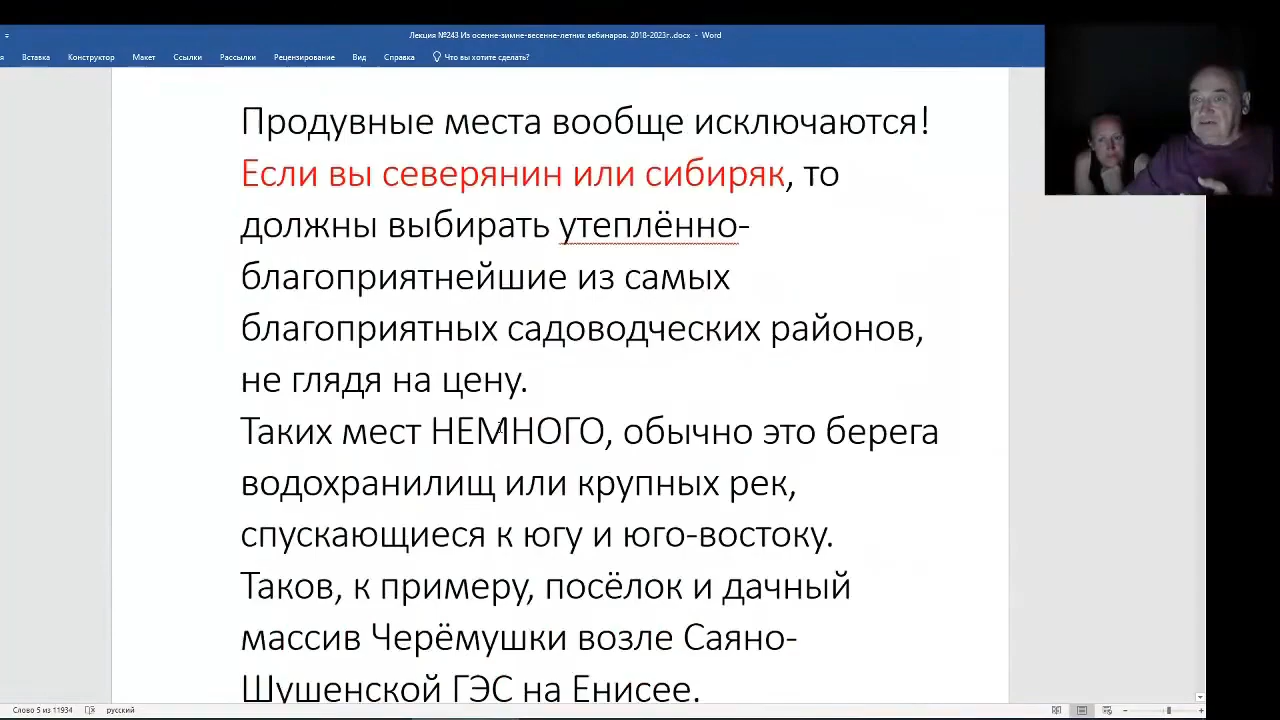 Лекция №243 Из осенне-зимне-весенне-летних вебинаров. 2018-2023г..docx - Word
Вставка Конструктор Макет Ссылки Рассылки Рецензирование Вид Справка Что вы хотите сделать?
Продувные места вообще исключаются!
Если вы северянин или сибиряк, то
должны выбирать утеплённо-
благоприятнейшие из самых
благоприятных садоводческих районов,
не глядя на цену.
Таких мест НЕМНОГО, обычно это берега
водохранилищ или крупных рек,
спускающиеся к югу и юго-востоку.
Таков, к примеру, посёлок и дачный
массив Черёмушки возле Саяно-
Шушенской ГЭС на Енисее.
Слово 5 из 11934 русский